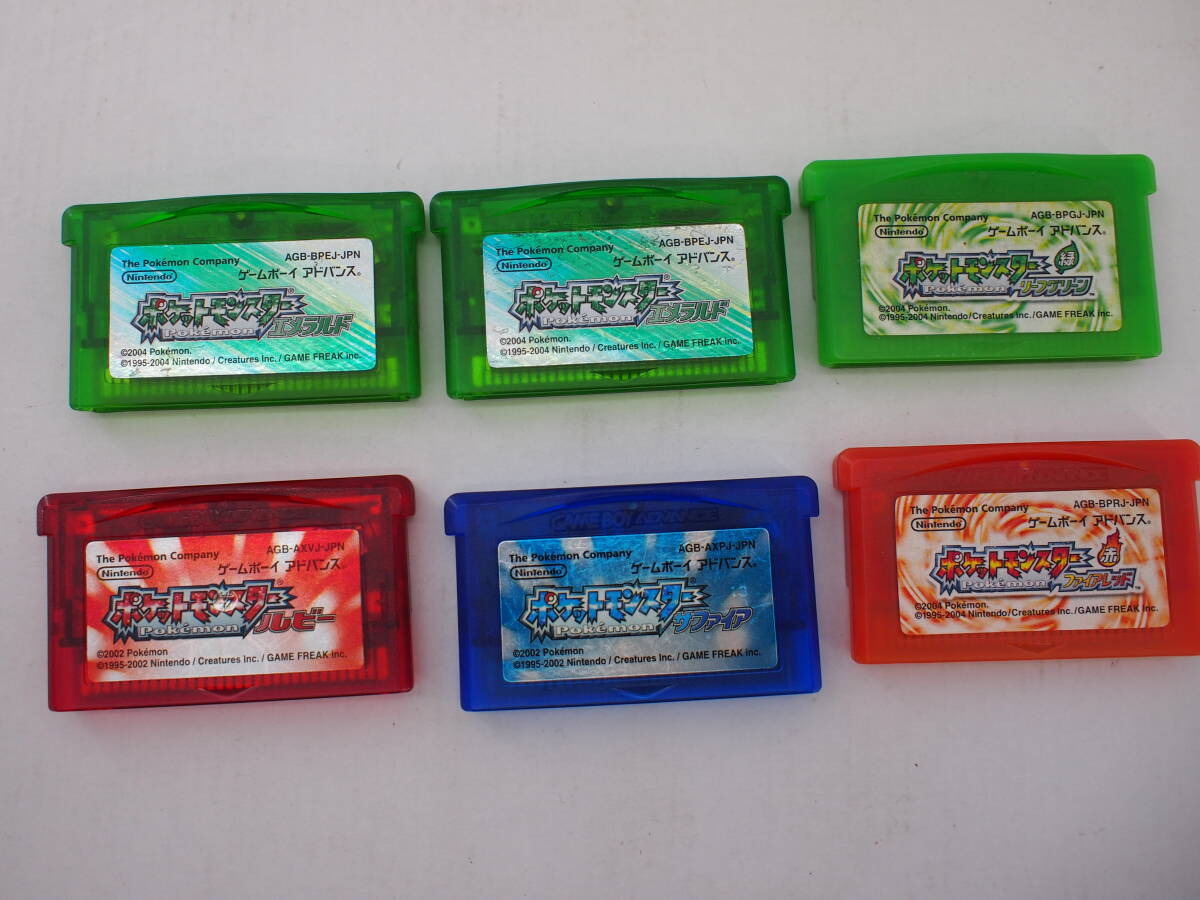 The Pokémon Company AGB-BPEJ-JPN
Nintendo ゲームボーイ アドバンス®
ポケットモンスター®
Pokémon エメラルド
©2004 Pokémon.
©1995-2004 Nintendo/Creatures Inc./GAME FREAK inc.
The Pokémon Company AGB-BPEJ-JPN
Nintendo ゲームボーイ アドバンス®
ポケットモンスター®
Pokémon エメラルド
©2004 Pokémon.
©1995-2004 Nintendo/Creatures Inc./GAME FREAK inc.
The Pokémon Company AGB-BPGJ-JPN
Nintendo ゲームボーイ アドバンス®
ポケットモンスター® 緑
Pokémon リーフグリーン
©2004 Pokémon.
©1995-2004 Nintendo/Creatures Inc./GAME FREAK inc.
The Pokémon Company AGB-AXVJ-JPN
Nintendo ゲームボーイ アドバンス®
ポケットモンスター®
Pokémon ルビー
©2002 Pokémon
©1995-2002 Nintendo/Creatures Inc./GAME FREAK inc.
GAME BOY ADVANCE
The Pokémon Company AGB-AXPJ-JPN
Nintendo ゲームボーイ アドバンス®
ポケットモンスター®
Pokémon サファイア
©2002 Pokémon
©1995-2002 Nintendo/Creatures Inc./GAME FREAK inc.
The Pokémon Company AGB-BPRJ-JPN
Nintendo ゲームボーイ アドバンス®
ポケットモンスター® 赤
Pokémon ファイアレッド™
©2004 Pokémon.
©1995-2004 Nintendo/Creatures Inc./GAME FREAK inc.